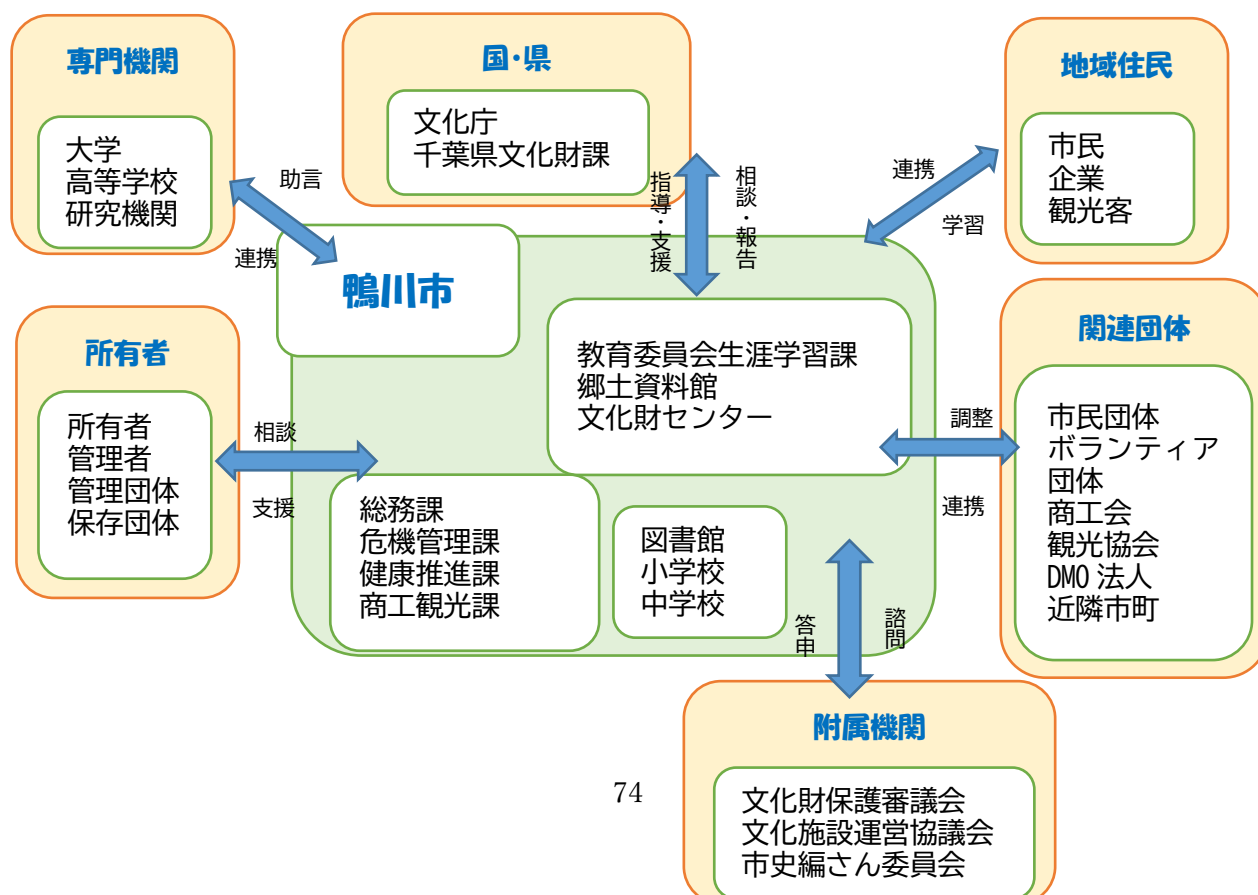 専門機関
大学
高等学校
研究機関
国・県
文化庁
千葉県文化財課
地域住民
市民
企業
観光客
助言
連携
指導・支援
相談・報告
連携
学習
鴨川市
所有者
所有者
管理者
管理団体
保存団体
相談
支援
教育委員会生涯学習課
郷土資料館
文化財センター
総務課
危機管理課
健康推進課
商工観光課
図書館
小学校
中学校
調整
連携
関連団体
市民団体
ボランティア
団体
商工会
観光協会
DMO 法人
近隣市町
答申
諮問
附属機関
文化財保護審議会
文化施設運営協議会
市史編さん委員会
74